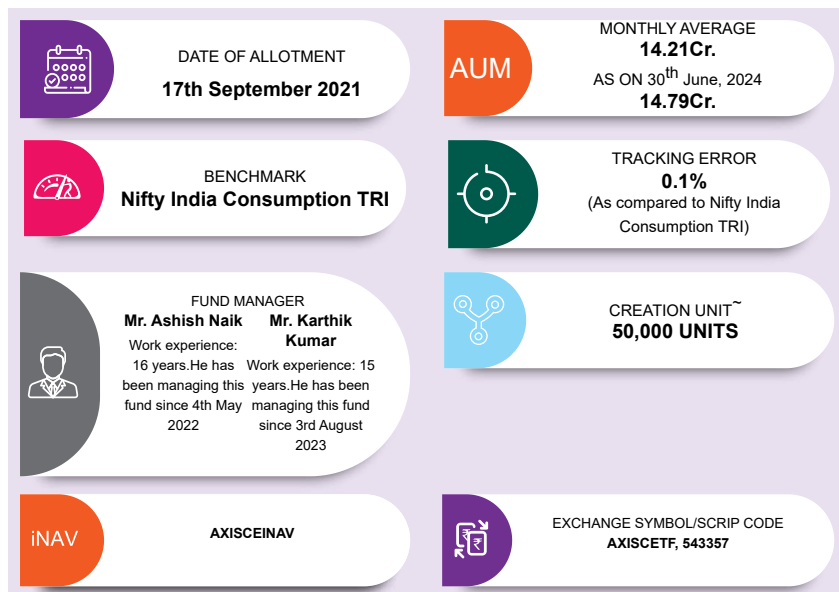 DATE OF ALLOTMENT
17th September 2021
AUM
MONTHLY AVERAGE
14.21Cr.
AS ON 30th June, 2024
14.79Cr.
BENCHMARK
Nifty India Consumption TRI
TRACKING ERROR
0.1%
(As compared to Nifty India
Consumption TRI)
FUND MANAGER
Mr. Ashish Naik
Work experience:
16 years.He has
been managing this
fund since 4th May
2022
Mr. Karthik
Kumar
Work experience: 15
years.He has been
managing this fund
since 3rd August
2023
CREATION UNIT~
50,000 UNITS
iNAV
AXISCEINAV
₹
₹
EXCHANGE SYMBOL/SCRIP CODE
AXISCETF, 543357